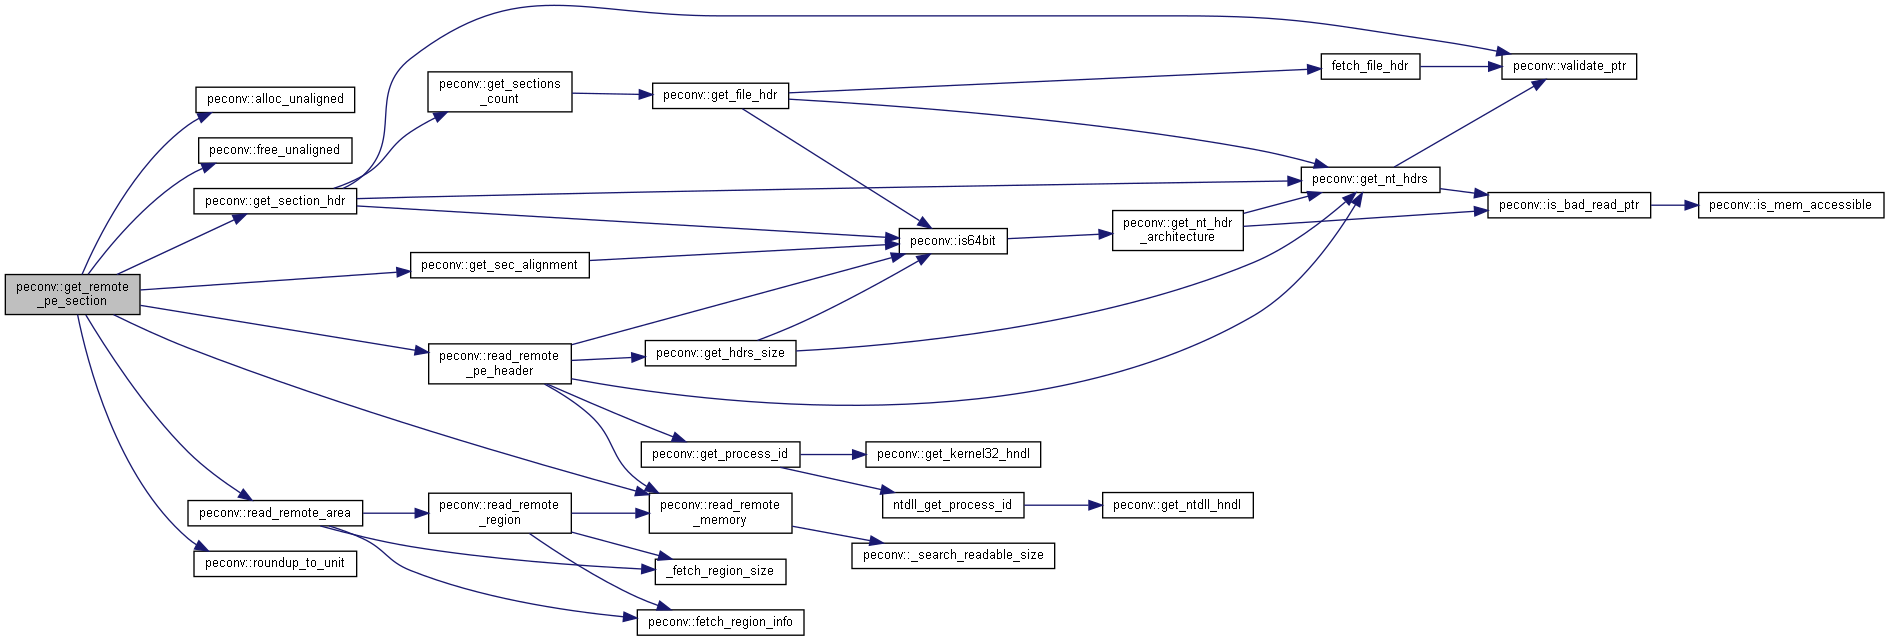 peconv::get_remote
_pe_section
peconv::alloc_unaligned
peconv::free_unaligned
peconv::get_section_hdr
peconv::get_sections
_count
peconv::get_file_hdr
fetch_file_hdr
peconv::validate_ptr
peconv::get_nt_hdrs
peconv::is_bad_read_ptr
peconv::is_mem_accessible
peconv::get_nt_hdr
_architecture
peconv::is64bit
peconv::get_sec_alignment
peconv::read_remote
_pe_header
peconv::get_hdrs_size
peconv::get_process_id
peconv::get_kernel32_hndl
ntdll_get_process_id
peconv::get_ntdll_hndl
peconv::read_remote_area
peconv::read_remote
_region
peconv::read_remote
_memory
peconv::_search_readable_size
peconv::roundup_to_unit
_fetch_region_size
peconv::fetch_region_info